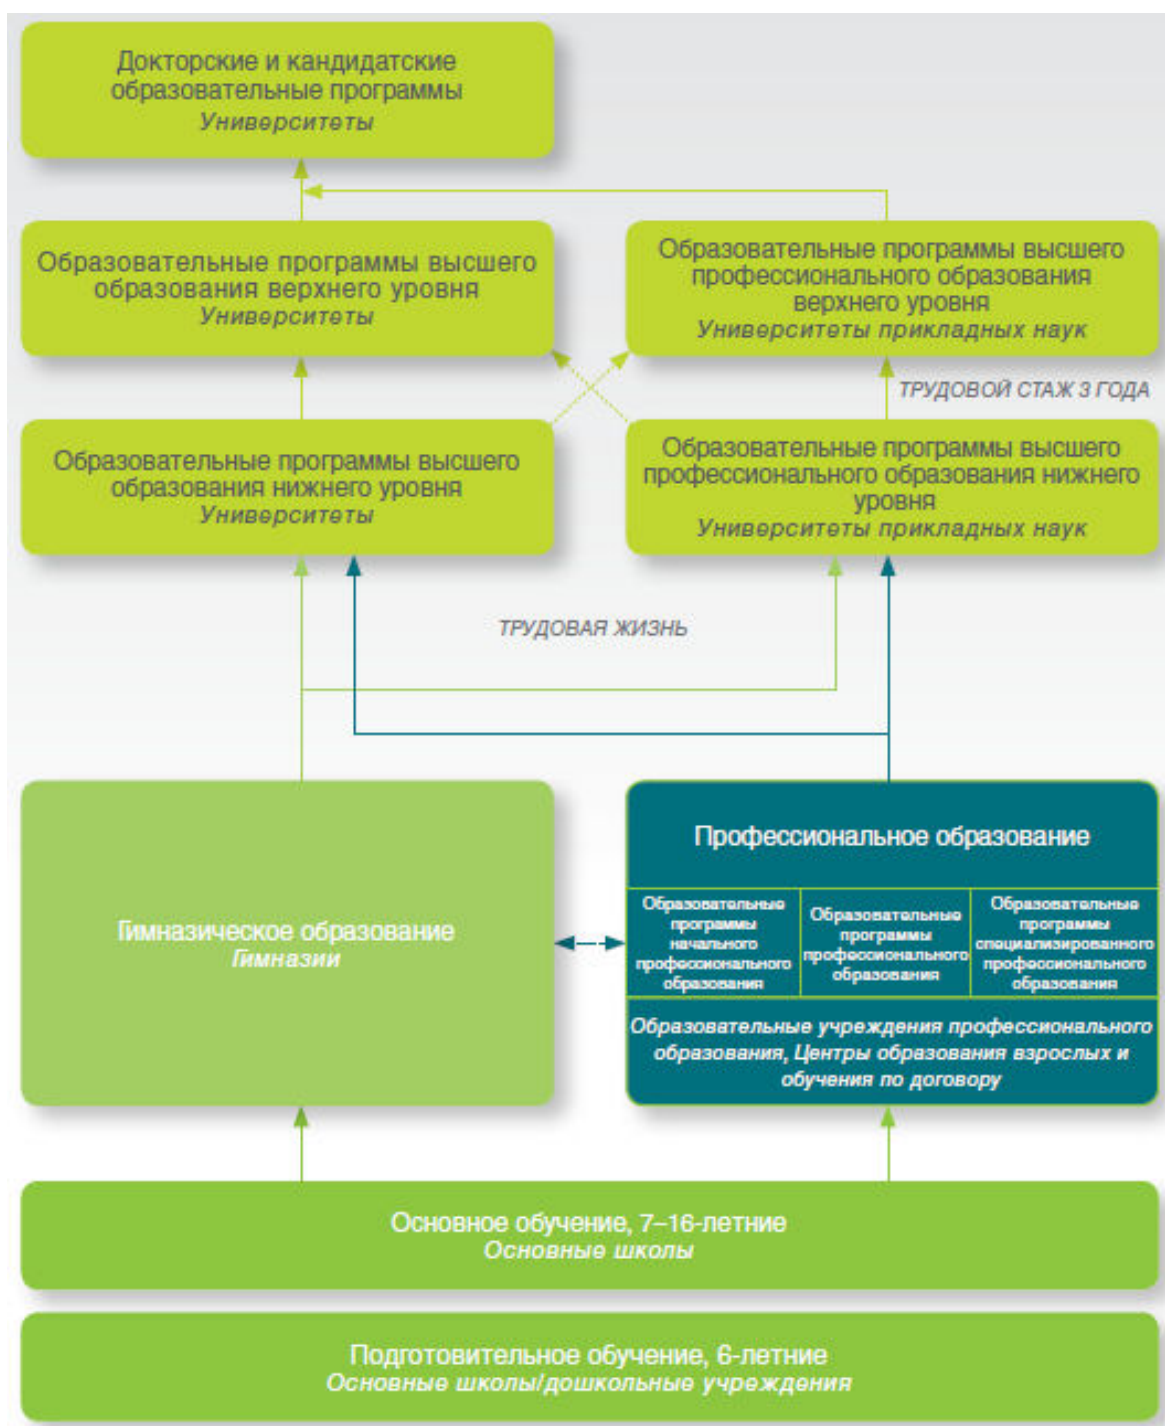 Докторские и кандидатские
образовательные программы
Университеты
Образовательные программы высшего
образования верхнего уровня
Университеты
Образовательные программы высшего
профессионального образования
верхнего уровня
Университеты прикладных наук
ТРУДОВОЙ СТАЖ 3 ГОДА
Образовательные программы высшего
образования нижнего уровня
Университеты
Образовательные программы высшего
профессионального образования нижнего
уровня
Университеты прикладных наук
ТРУДОВАЯ ЖИЗНЬ
Гимназическое образование
Гимназии
Профессиональное образование
Образовательные
программы
начального
профессионального
образования
Образовательные
программы
профессионального
образования
Образовательные
программы
специализированного
профессионального
образования
Образовательные учреждения профессионального
образования, Центры образования взрослых и
обучения по договору
Основное обучение, 7–16-летние
Основные школы
Подготовительное обучение, 6-летние
Основные школы/дошкольные учреждения